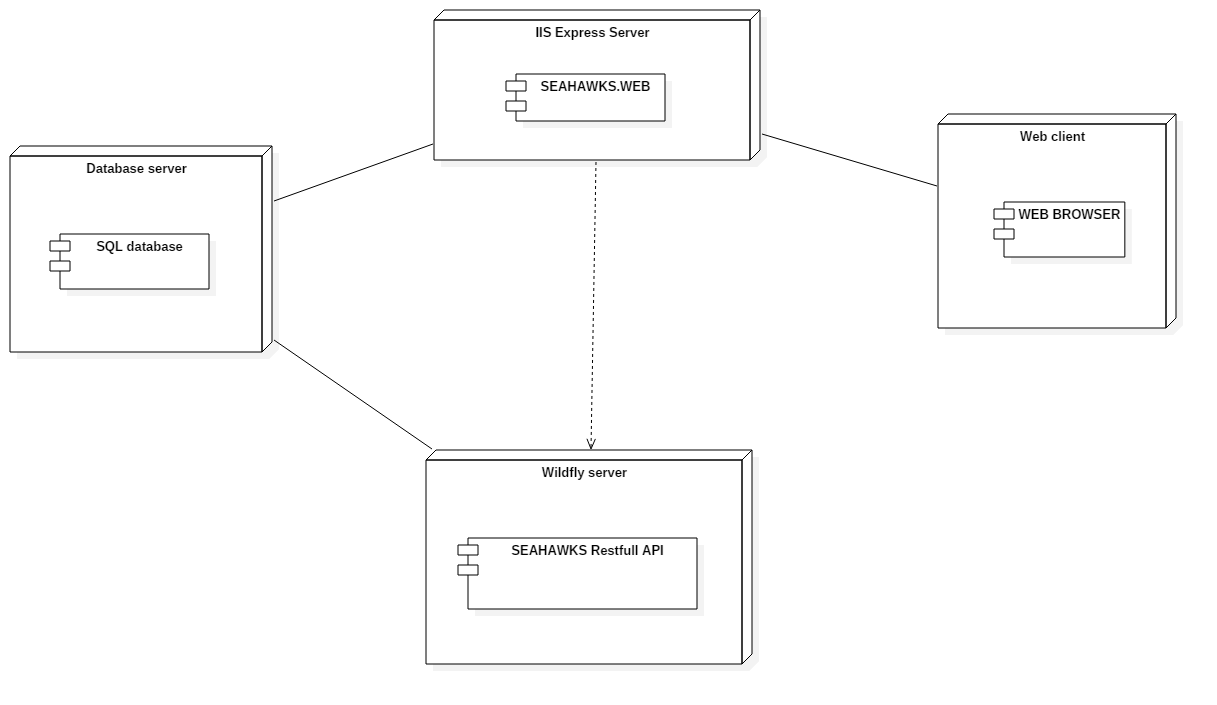 IIS Express Server
SEAHAWKS.WEB
Web client
WEB BROWSER
Database server
SQL database
Wildfly server
SEAHAWKS Restfull API